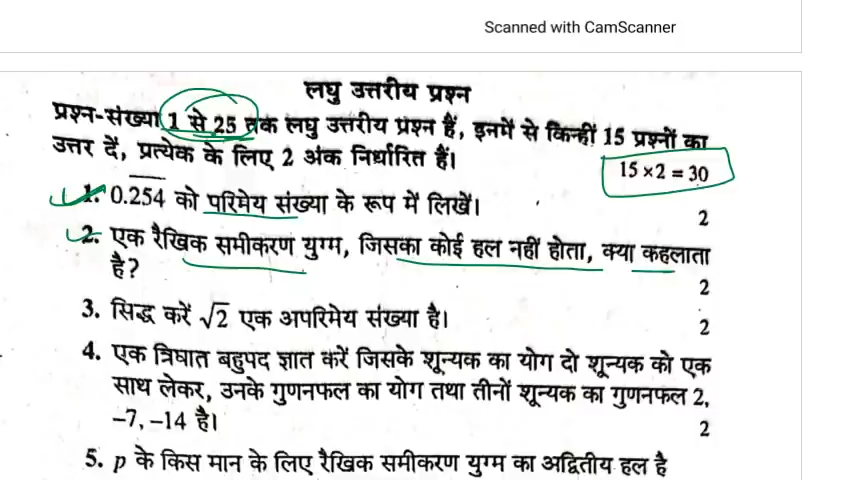 Scanned with CamScanner
लघु उत्तरीय प्रश्न
प्रश्न-संख्या 1 से 25 तक लघु उत्तरीय प्रश्न हैं, इनमें से किन्हीं 15 प्रश्नों का
उत्तर दें, प्रत्येक के लिए 2 अंक निर्धारित हैं।
15 × 2 = 30
1. 0.\overline{254} को परिमेय संख्या के रूप में लिखें।
2
2. एक रैखिक समीकरण युग्म, जिसका कोई हल नहीं होता, क्या कहलाता
है?
2
3. सिद्ध करें √2 एक अपरिमेय संख्या है।
2
4. एक त्रिघात बहुपद ज्ञात करें जिसके शून्यक का योग दो शून्यक को एक
साथ लेकर, उनके गुणनफल का योग तथा तीनों शून्यक का गुणनफल 2,
–7, –14 है।
2
5. p के किस मान के लिए रैखिक समीकरण युग्म का अद्वितीय हल है